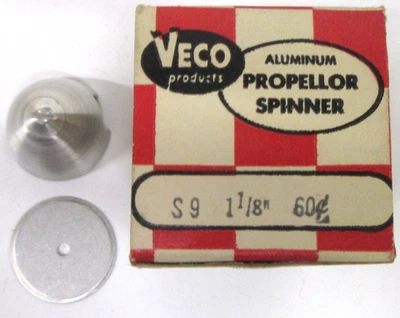 VECO
products
ALUMINUM
PROPELLOR
SPINNER
S9 1 1/8" 60¢